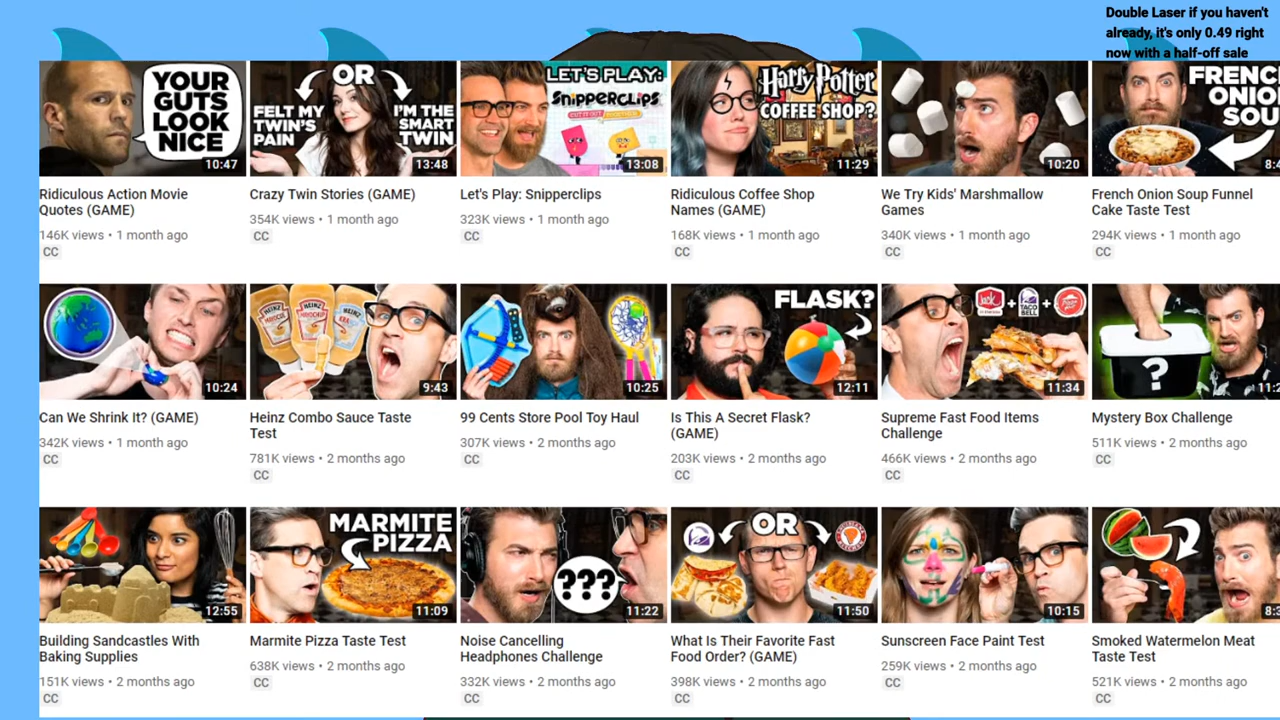 Double Laser if you haven't
already, it's only 0.49 right
now with a half-off sale
YOUR
GUTS
LOOK
NICE
10:47
OR
FELT MY
TWIN'S
PAIN
I'M THE
SMART
TWIN
13:48
LET'S PLAY:
SNIPPERCLIPS
13:08
Harry Potter
COFFEE SHOP?
11:29
10:20
FRENC
ONION
SOU
8:4
Ridiculous Action Movie
Quotes (GAME)
146K views • 1 month ago
CC
Crazy Twin Stories (GAME)
354K views • 1 month ago
CC
Let's Play: Snipperclips
323K views • 1 month ago
CC
Ridiculous Coffee Shop
Names (GAME)
168K views • 1 month ago
CC
We Try Kids' Marshmallow
Games
340K views • 1 month ago
CC
French Onion Soup Funnel
Cake Taste Test
294K views • 1 month ago
CC
10:24
HEINZ
HEINZ
HEINZ
9:43
10:25
FLASK?
12:11
TACO
BELL
11:34
?
11:2
Can We Shrink It? (GAME)
342K views • 1 month ago
CC
Heinz Combo Sauce Taste
Test
781K views • 2 months ago
CC
99 Cents Store Pool Toy Haul
307K views • 2 months ago
CC
Is This A Secret Flask?
(GAME)
203K views • 2 months ago
CC
Supreme Fast Food Items
Challenge
466K views • 2 months ago
CC
Mystery Box Challenge
511K views • 2 months ago
CC
12:55
MARMITE
PIZZA
11:09
???
11:22
OR
11:50
10:15
8:3
Building Sandcastles With
Baking Supplies
151K views • 2 months ago
CC
Marmite Pizza Taste Test
638K views • 2 months ago
CC
Noise Cancelling
Headphones Challenge
332K views • 2 months ago
CC
What Is Their Favorite Fast
Food Order? (GAME)
398K views • 2 months ago
CC
Sunscreen Face Paint Test
259K views • 2 months ago
CC
Smoked Watermelon Meat
Taste Test
521K views • 2 months ago
CC